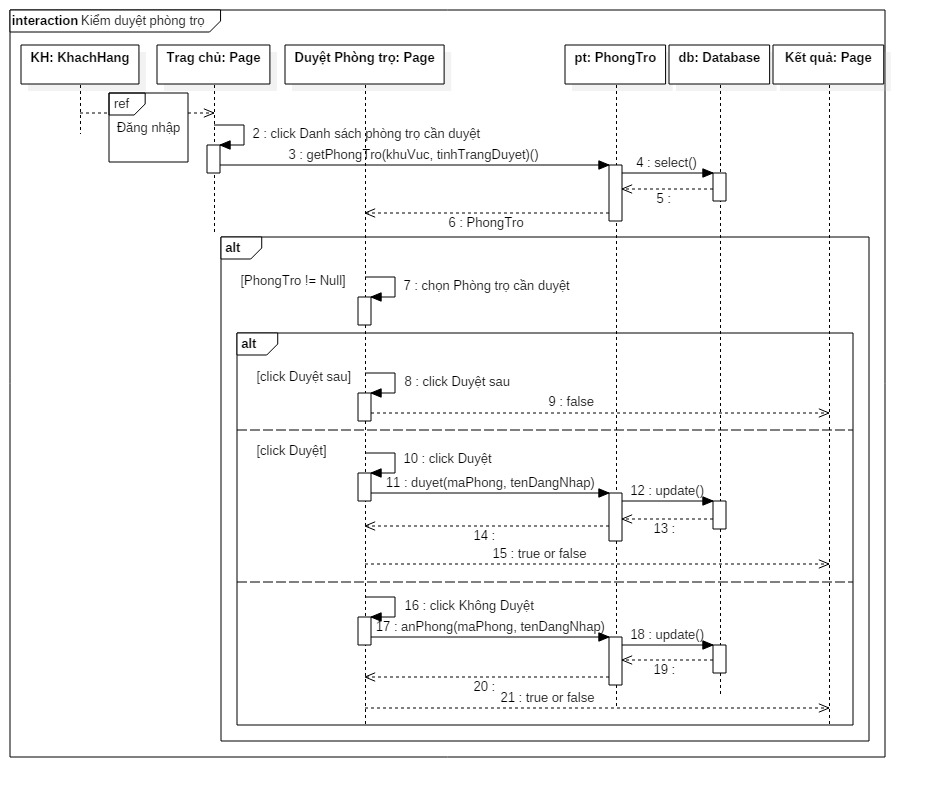 interaction Kiểm duyệt phòng trọ
KH: KhachHang
Trag chủ: Page
Duyệt Phòng trọ: Page
pt: PhongTro
db: Database
Kết quả: Page
ref
Đăng nhập
2 : click Danh sách phòng trọ cần duyệt
3 : getPhongTro(khuVuc, tinhTrangDuyet)()
4 : select()
5 :
6 : PhongTro
alt
[PhongTro != Null]
7 : chọn Phòng trọ cần duyệt
alt
[click Duyệt sau]
8 : click Duyệt sau
9 : false
[click Duyệt]
10 : click Duyệt
11 : duyet(maPhong, tenDangNhap)
12 : update()
13 :
14 :
15 : true or false
16 : click Không Duyệt
17 : anPhong(maPhong, tenDangNhap)
18 : update()
19 :
20 :
21 : true or false